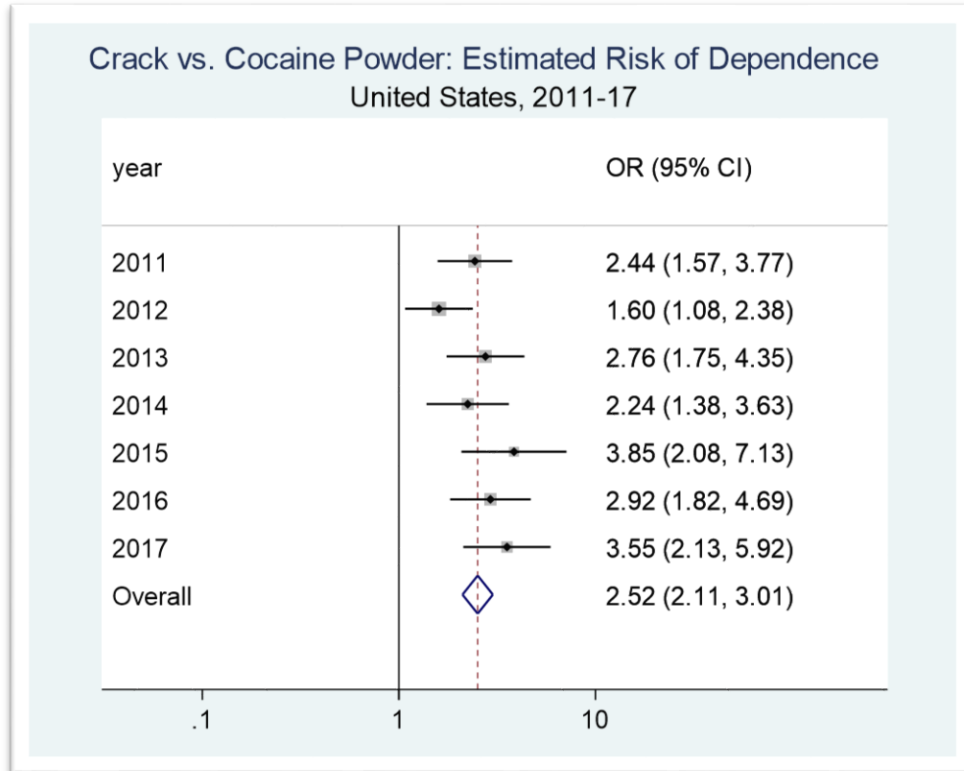 Crack vs. Cocaine Powder: Estimated Risk of Dependence
United States, 2011-17
year OR (95% CI)
2011 2.44 (1.57, 3.77)
2012 1.60 (1.08, 2.38)
2013 2.76 (1.75, 4.35)
2014 2.24 (1.38, 3.63)
2015 3.85 (2.08, 7.13)
2016 2.92 (1.82, 4.69)
2017 3.55 (2.13, 5.92)
Overall 2.52 (2.11, 3.01)
.1 1 10